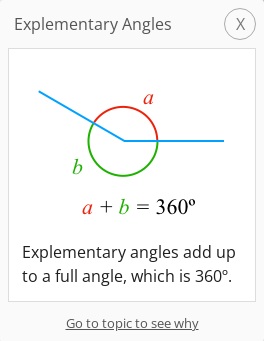 Explementary Angles X
a
b
a + b = 360º
Explementary angles add up
to a full angle, which is 360º.
Go to topic to see why